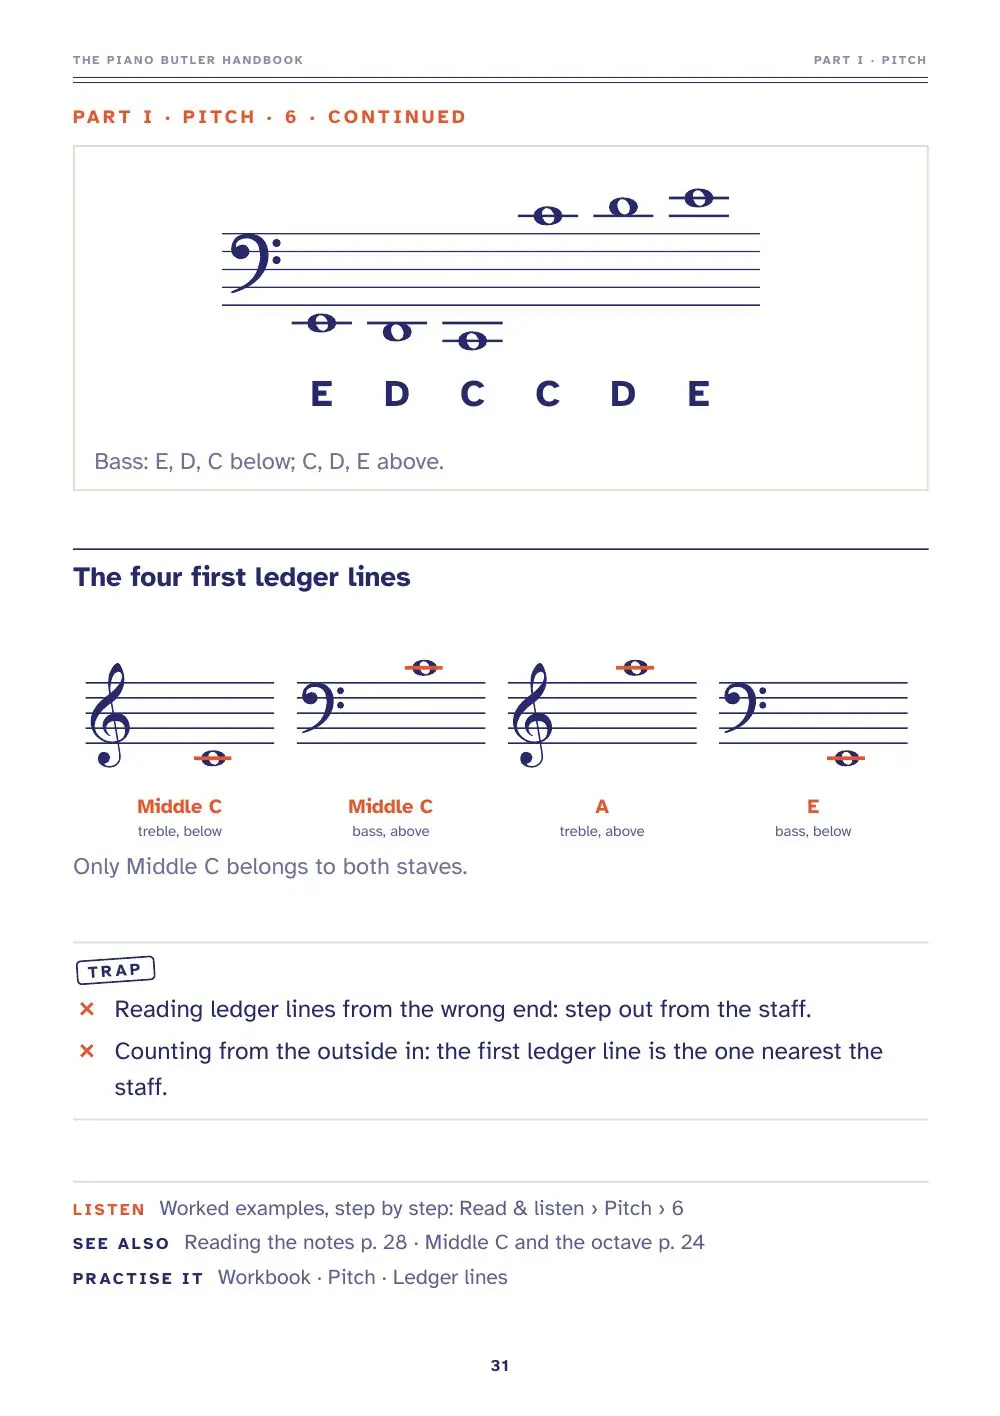 THE PIANO BUTLER HANDBOOK
PART I · PITCH
PART I · PITCH · 6 · CONTINUED
E D C C D E
Bass: E, D, C below; C, D, E above.
The four first ledger lines
Middle C Middle C A E
treble, below bass, above treble, above bass, below
Only Middle C belongs to both staves.
TRAP
× Reading ledger lines from the wrong end: step out from the staff.
× Counting from the outside in: the first ledger line is the one nearest the
staff.
LISTEN Worked examples, step by step: Read & listen › Pitch › 6
SEE ALSO Reading the notes p. 28 · Middle C and the octave p. 24
PRACTISE IT Workbook · Pitch · Ledger lines
31